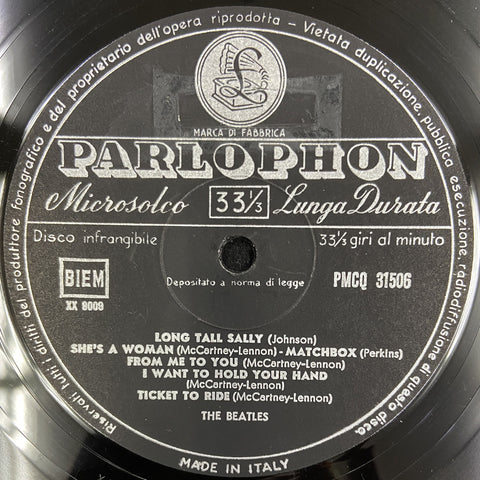 Riservati tutti i diritti del produttore fonografico e del proprietario dell'opera riprodotta - Vietata duplicazione, pubblica esecuzione, radiodiffusione di questo disco.
£
MARCA DI FABBRICA
PARLOPHON
Microsolco 33 1/3 Lunga Durata
Disco infrangibile 33⅓ giri al minuto
BIEM
XX 8009
Depositato a norma di legge
PMCQ 31506
LONG TALL SALLY (Johnson)
SHE'S A WOMAN (McCartney-Lennon) - MATCHBOX (Perkins)
FROM ME TO YOU (McCartney-Lennon)
I WANT TO HOLD YOUR HAND
(McCartney-Lennon)
TICKET TO RIDE (McCartney-Lennon)
THE BEATLES
MADE IN ITALY